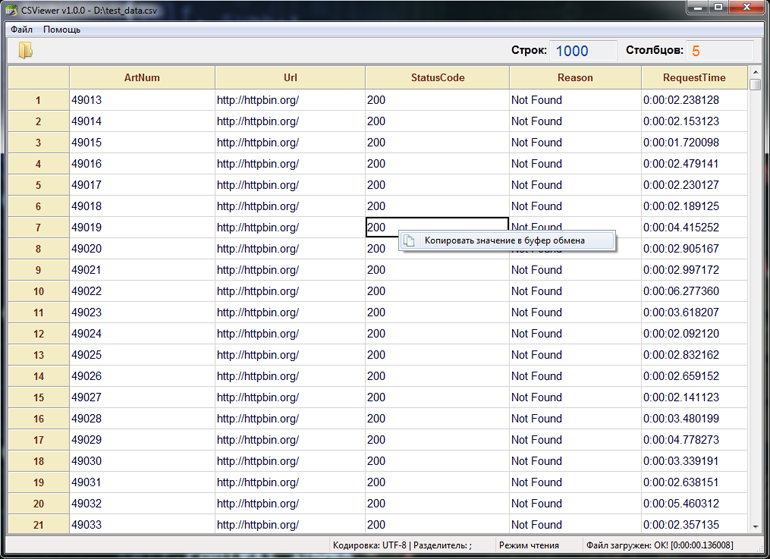 CSViewer v1.0.0 - D:\test_data.csv
Файл Помощь
Строк: 1000 Столбцов: 5
ArtNum Url StatusCode Reason RequestTime
1 49013 http://httpbin.org/ 200 Not Found 0:00:02.238128
2 49014 http://httpbin.org/ 200 Not Found 0:00:02.153123
3 49015 http://httpbin.org/ 200 Not Found 0:00:01.720098
4 49016 http://httpbin.org/ 200 Not Found 0:00:02.479141
5 49017 http://httpbin.org/ 200 Not Found 0:00:02.230127
6 49018 http://httpbin.org/ 200 Not Found 0:00:02.189125
7 49019 http://httpbin.org/ 200 Not Found 0:00:04.415252
Копировать значение в буфер обмена
8 49020 http://httpbin.org/ 200 Not Found 0:00:02.905167
9 49021 http://httpbin.org/ 200 Not Found 0:00:02.997172
10 49022 http://httpbin.org/ 200 Not Found 0:00:06.277360
11 49023 http://httpbin.org/ 200 Not Found 0:00:03.618207
12 49024 http://httpbin.org/ 200 Not Found 0:00:02.092120
13 49025 http://httpbin.org/ 200 Not Found 0:00:02.832162
14 49026 http://httpbin.org/ 200 Not Found 0:00:02.659152
15 49027 http://httpbin.org/ 200 Not Found 0:00:02.141123
16 49028 http://httpbin.org/ 200 Not Found 0:00:03.480199
17 49029 http://httpbin.org/ 200 Not Found 0:00:04.778273
18 49030 http://httpbin.org/ 200 Not Found 0:00:03.339191
19 49031 http://httpbin.org/ 200 Not Found 0:00:02.638151
20 49032 http://httpbin.org/ 200 Not Found 0:00:05.460312
21 49033 http://httpbin.org/ 200 Not Found 0:00:02.357135
Кодировка: UTF-8 | Разделитель: ; Режим чтения Файл загружен: OK! [0:00:00.136008]